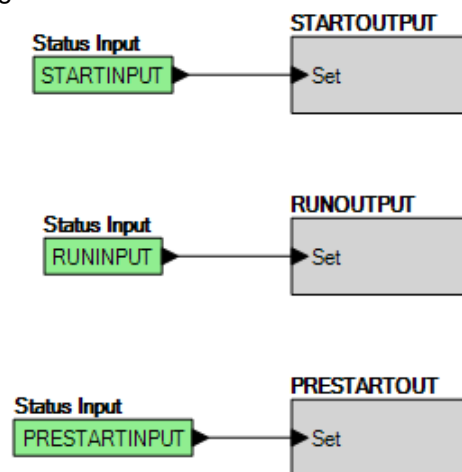 STARTOUTPUT
Status Input
STARTINPUT
Set
RUNOUTPUT
Status Input
RUNINPUT
Set
PRESTARTOUT
Status Input
PRESTARTINPUT
Set